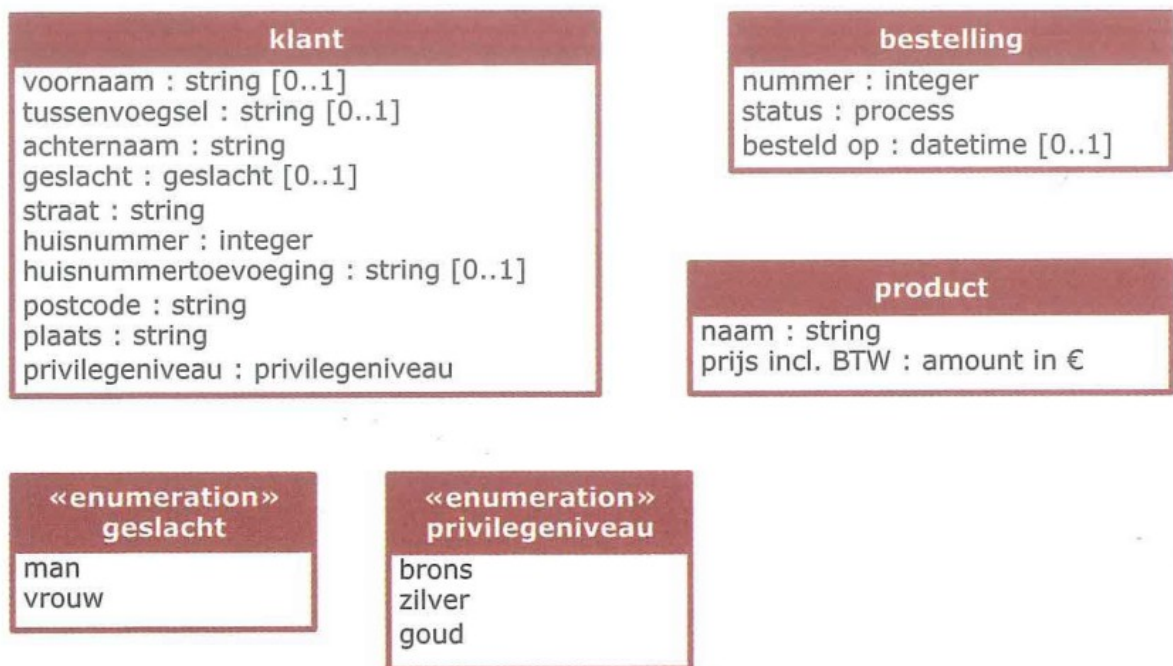 klant
voornaam : string [0..1]
tussenvoegsel : string [0..1]
achternaam : string
geslacht : geslacht [0..1]
straat : string
huisnummer : integer
huisnummertoevoeging : string [0..1]
postcode : string
plaats : string
privilegeniveau : privilegeniveau
bestelling
nummer : integer
status : process
besteld op : datetime [0..1]
product
naam : string
prijs incl. BTW : amount in €
«enumeration»
geslacht
man
vrouw
«enumeration»
privilegeniveau
brons
zilver
goud